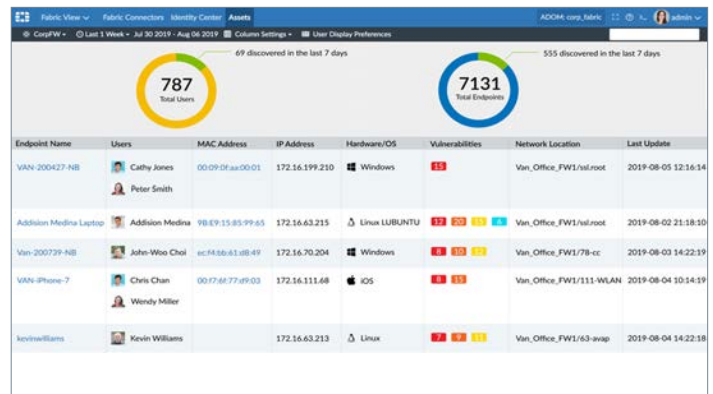 Fabric View Fabric Connectors Identity Center Assets ADOM: corp_fabric admin
CorpFW Last 1 Week Jul 30 2019 - Aug 06 2019 Column Settings User Display Preferences
69 discovered in the last 7 days
555 discovered in the last 7 days
787
Total Users
7131
Total Endpoints
Endpoint Name Users MAC Address IP Address Hardware/OS Vulnerabilities Network Location Last Update
VAN-200427-NB Cathy Jones 00:09:0f:aa:00:01 172.16.199.210 Windows 15 Van_Office_FW1/ssl.root 2019-08-05 12:16:14
Peter Smith
Addision Medina Laptop Addision Medina 98:E9:15:85:99:65 172.16.63.215 Linux LUBUNTU 12 20 Van_Office_FW1/ssl.root 2019-08-02 21:18:10
Van-200739-NB John-Woo Choi ec:f4:bb:61:d8:49 172.16.70.204 Windows 8 10 12 Van_Office_FW1/78-cc 2019-08-03 14:22:19
VAN-iPhone-7 Chris Chan 00:f7:6f:77:d9:03 172.16.111.68 iOS 8 15 Van_Office_FW1/111-WLAN 2019-08-04 10:14:19
Wendy Miller
kevinwilliams Kevin Williams 172.16.63.213 Linux 7 9 11 Van_Office_FW1/63-avap 2019-08-04 14:22:18